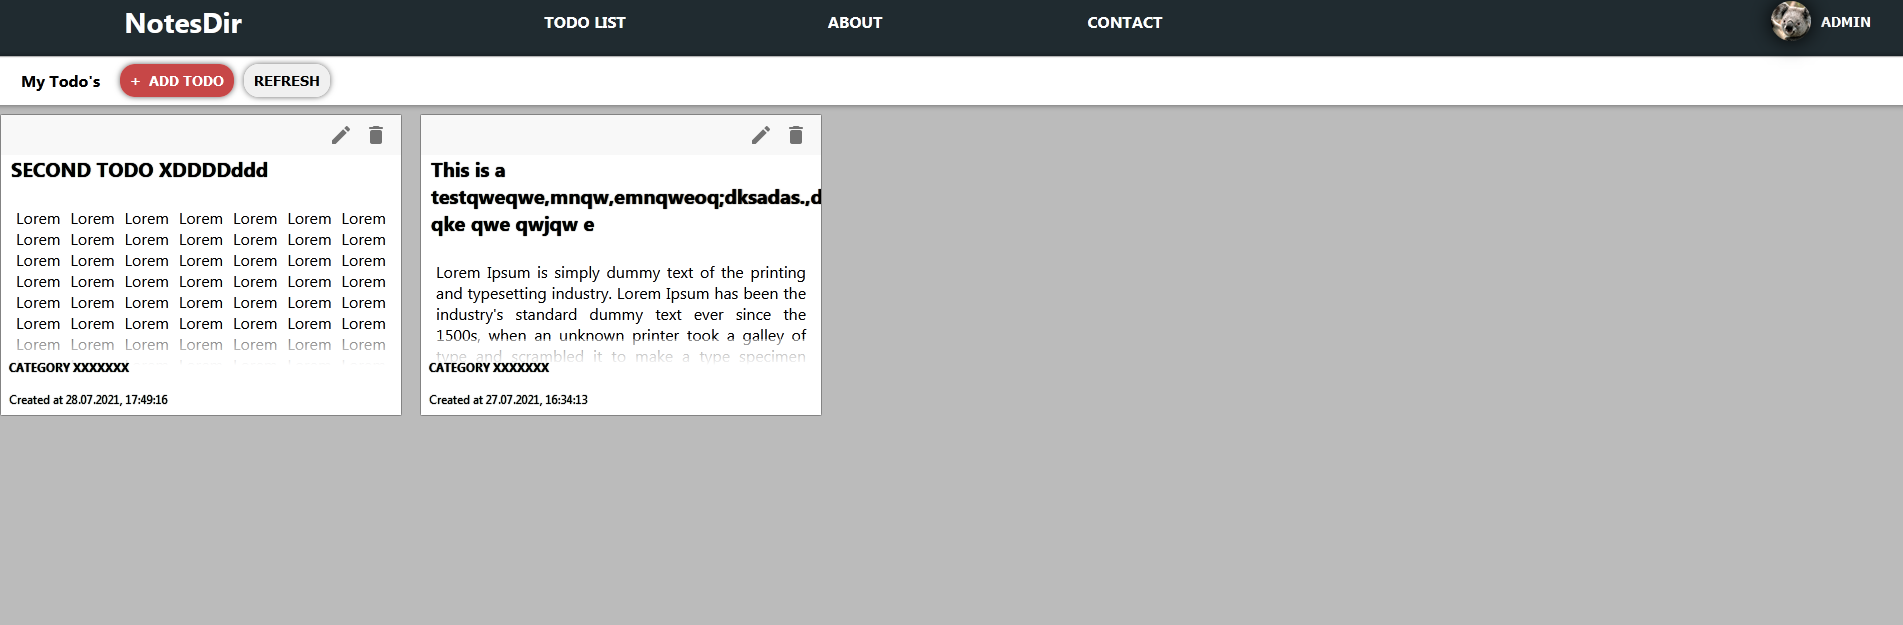 NotesDir
TODO LIST
ABOUT
CONTACT
ADMIN
My Todo's
+ ADD TODO
REFRESH
SECOND TODO XDDDDddd
Lorem Lorem Lorem Lorem Lorem Lorem Lorem
Lorem Lorem Lorem Lorem Lorem Lorem Lorem
Lorem Lorem Lorem Lorem Lorem Lorem Lorem
Lorem Lorem Lorem Lorem Lorem Lorem Lorem
Lorem Lorem Lorem Lorem Lorem Lorem Lorem
Lorem Lorem Lorem Lorem Lorem Lorem Lorem
Lorem Lorem Lorem Lorem Lorem Lorem Lorem
CATEGORY XXXXXXX
Created at 28.07.2021, 17:49:16
This is a
testqweqwe,mnqw,emnqweoq;dksadas.,d
qke qwe qwjqw e
Lorem Ipsum is simply dummy text of the printing
and typesetting industry. Lorem Ipsum has been the
industry's standard dummy text ever since the
1500s, when an unknown printer took a galley of
type and scrambled it to make a type specimen
CATEGORY XXXXXXX
Created at 27.07.2021, 16:34:13